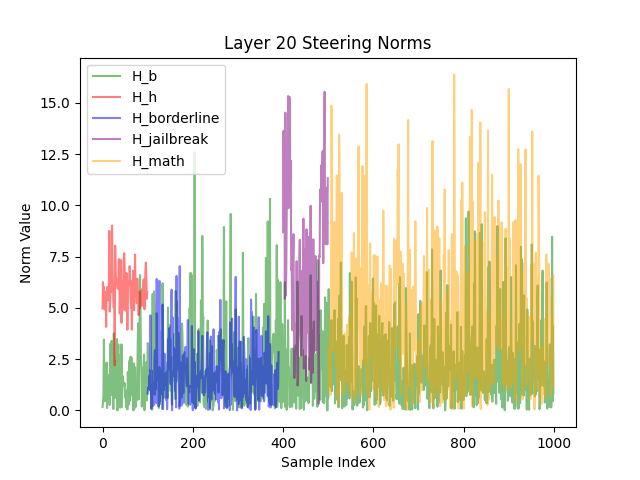 Layer 20 Steering Norms
H_b
H_h
H_borderline
H_jailbreak
H_math
Norm Value
15.0
12.5
10.0
7.5
5.0
2.5
0.0
0
200
400
600
800
1000
Sample Index